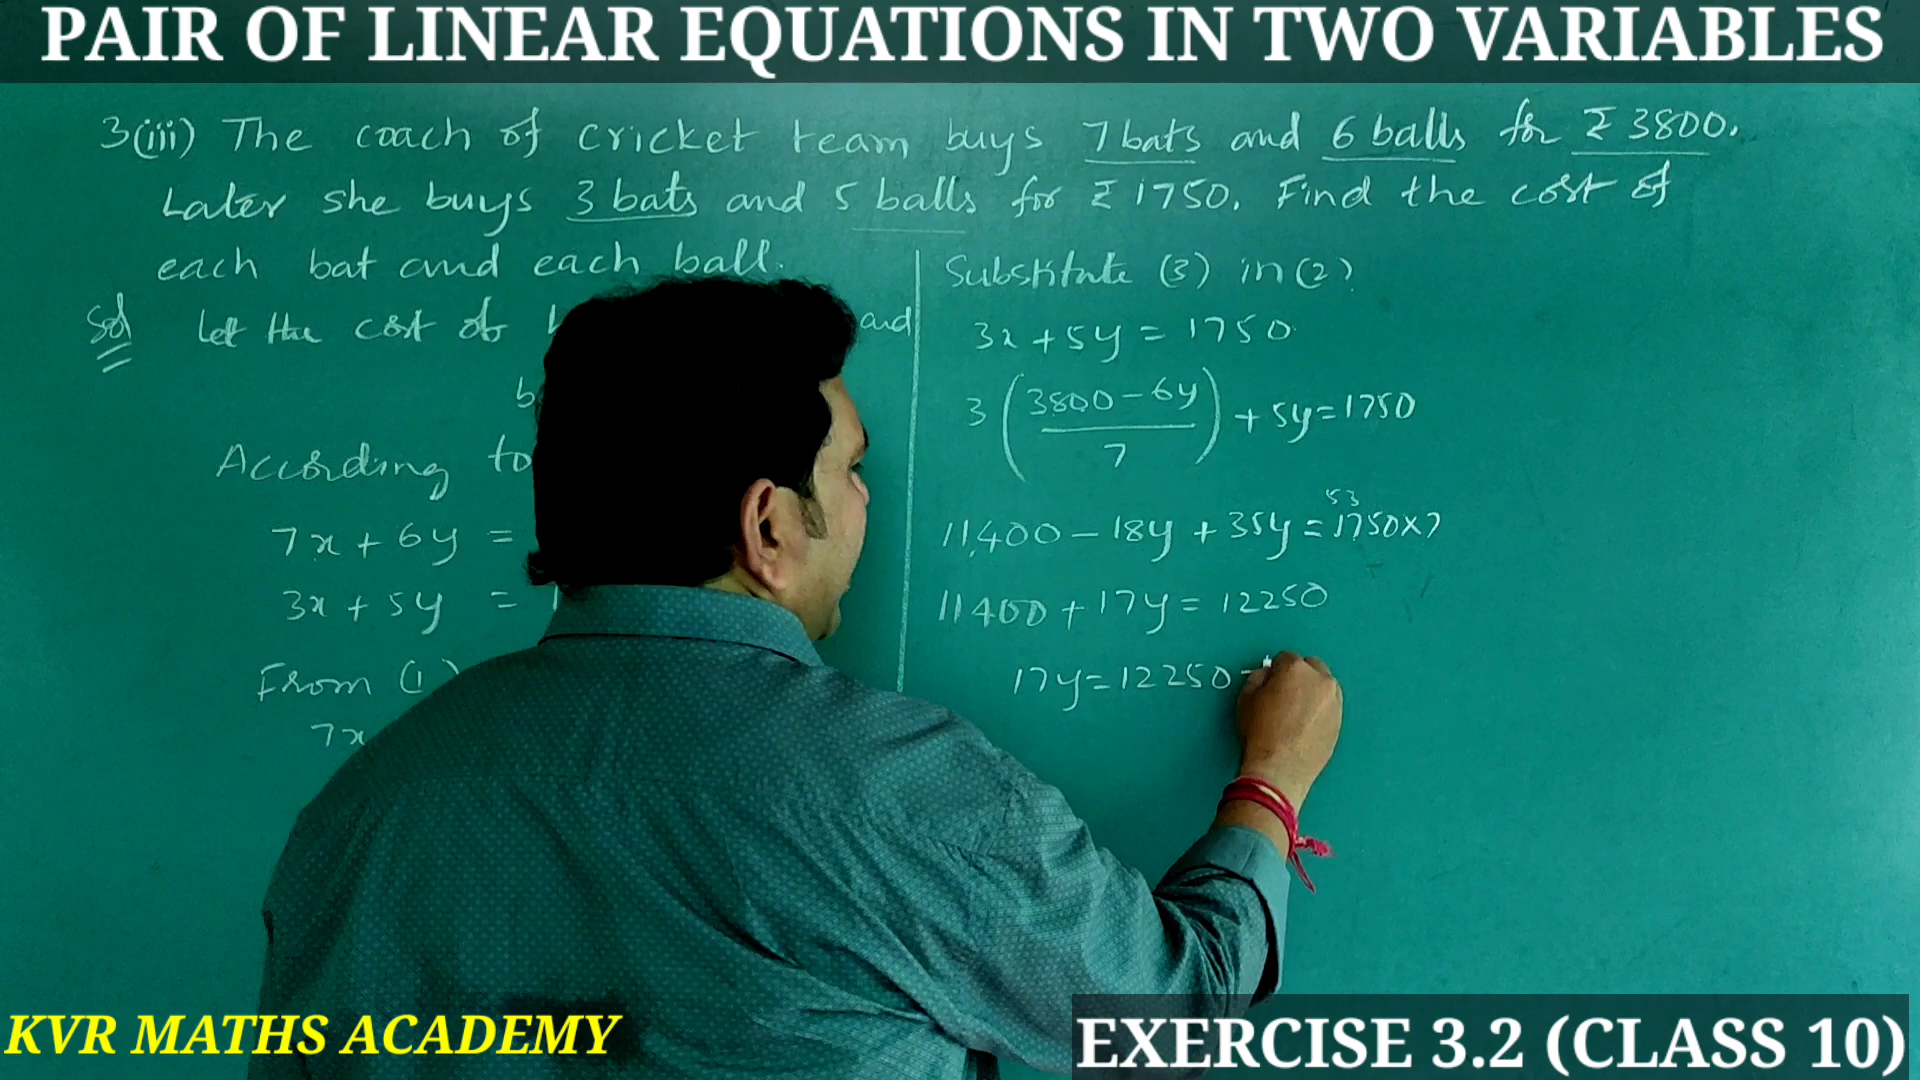 PAIR OF LINEAR EQUATIONS IN TWO VARIABLES
3(iii) The coach of cricket team buys 7 bats and 6 balls for ₹ 3800.
Later she buys 3 bats and 5 balls for ₹ 1750. Find the cost of
each bat and each ball.
Sol Let the cost of and
According to
7x + 6y =
3x + 5y =
From (1)
7x
Substitute (3) in (2)
3x + 5y = 1750
3 ( 3800 - 6y
/ 7 ) + 5y = 1750
53
11,400 - 18y + 35y = 1750 x 7
11400 + 17y = 12250
17y = 12250 -
KVR MATHS ACADEMY
EXERCISE 3.2 (CLASS 10)